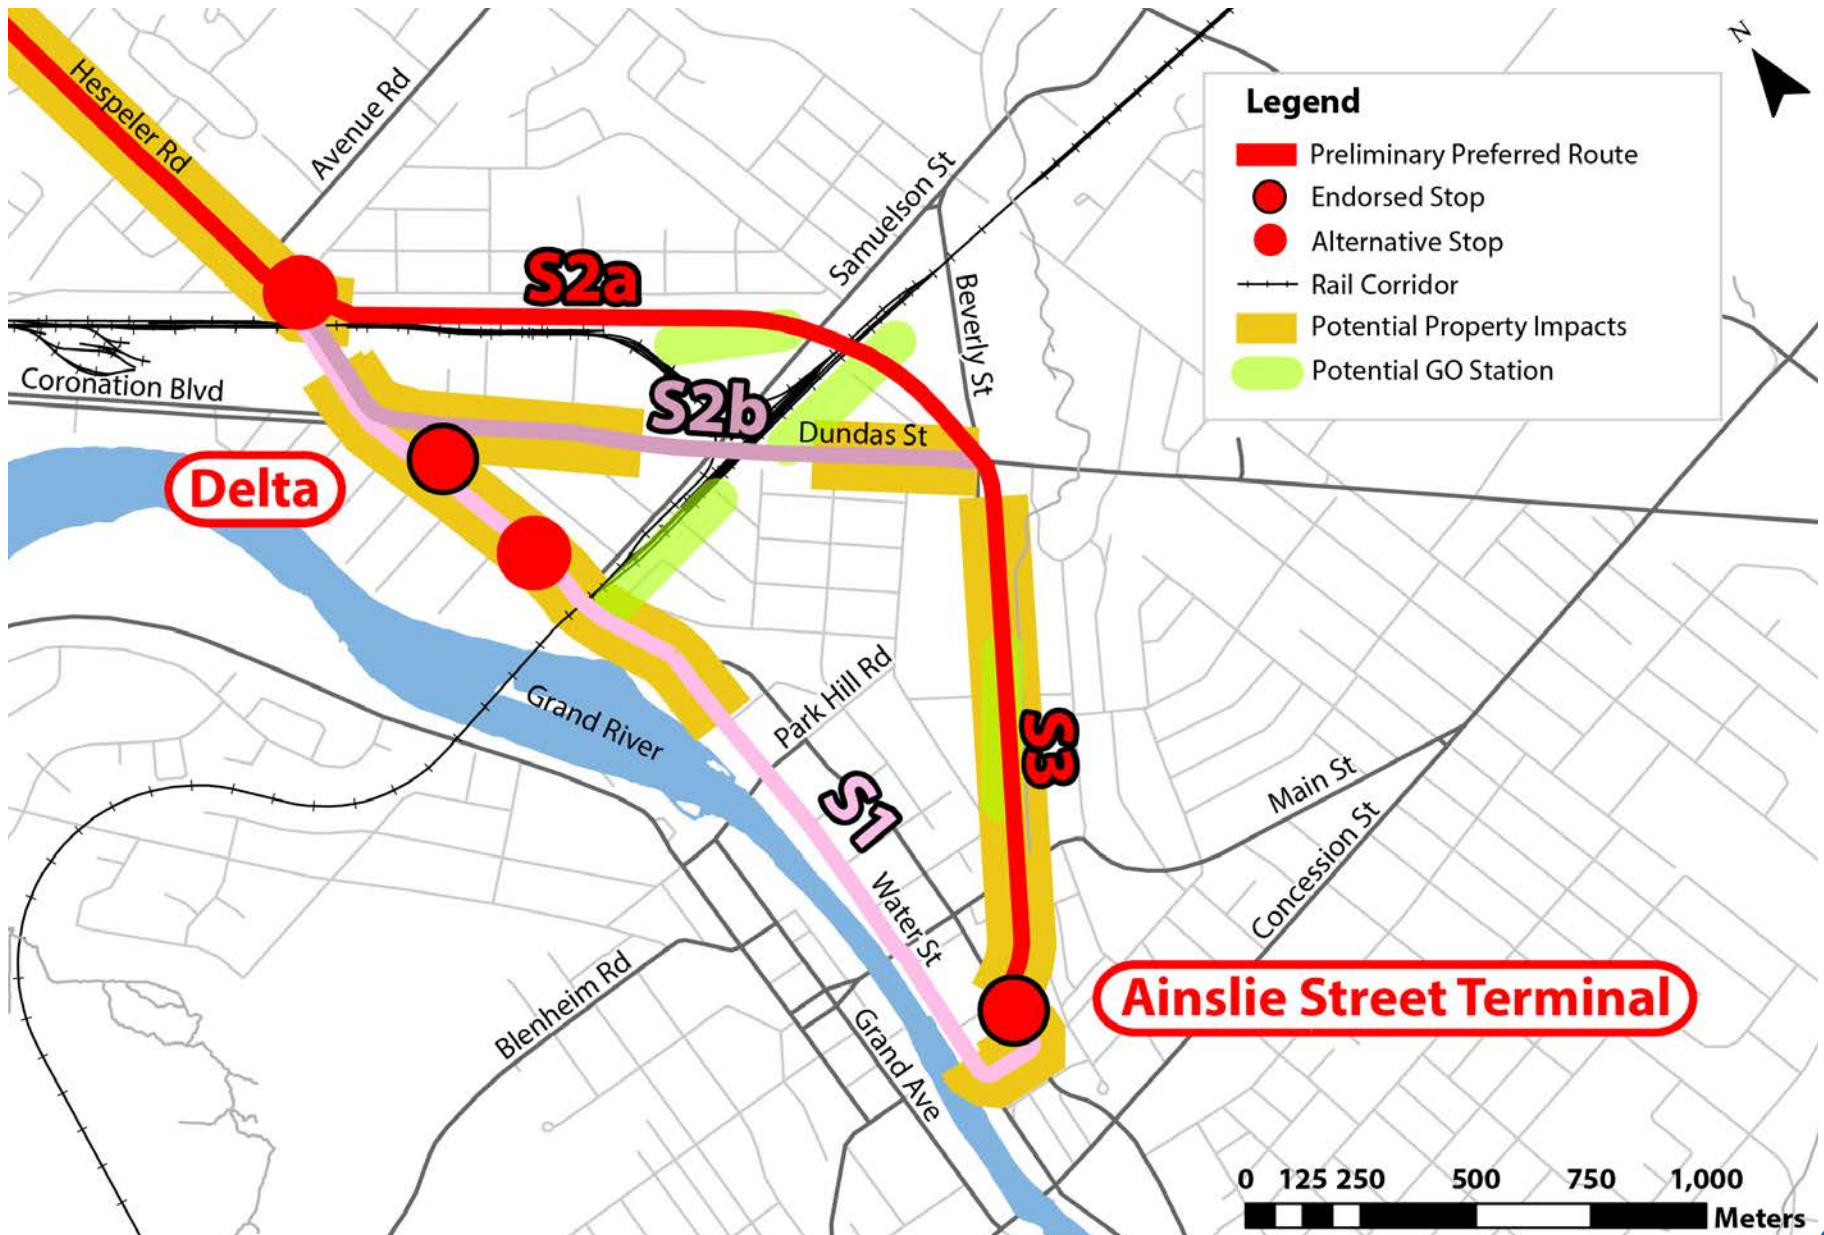 N
Hespeler Rd
Avenue Rd
Samuelson St
Legend
Preliminary Preferred Route
Endorsed Stop
Alternative Stop
Rail Corridor
Potential Property Impacts
Potential GO Station
S2a
Beverly St
Coronation Blvd
S2b
Dundas St
Delta
Grand River
Park Hill Rd
S3
S1
Main St
Concession St
Water St
Blenheim Rd
Ainslie Street Terminal
Grand Ave
0 125 250 500 750 1,000
Meters